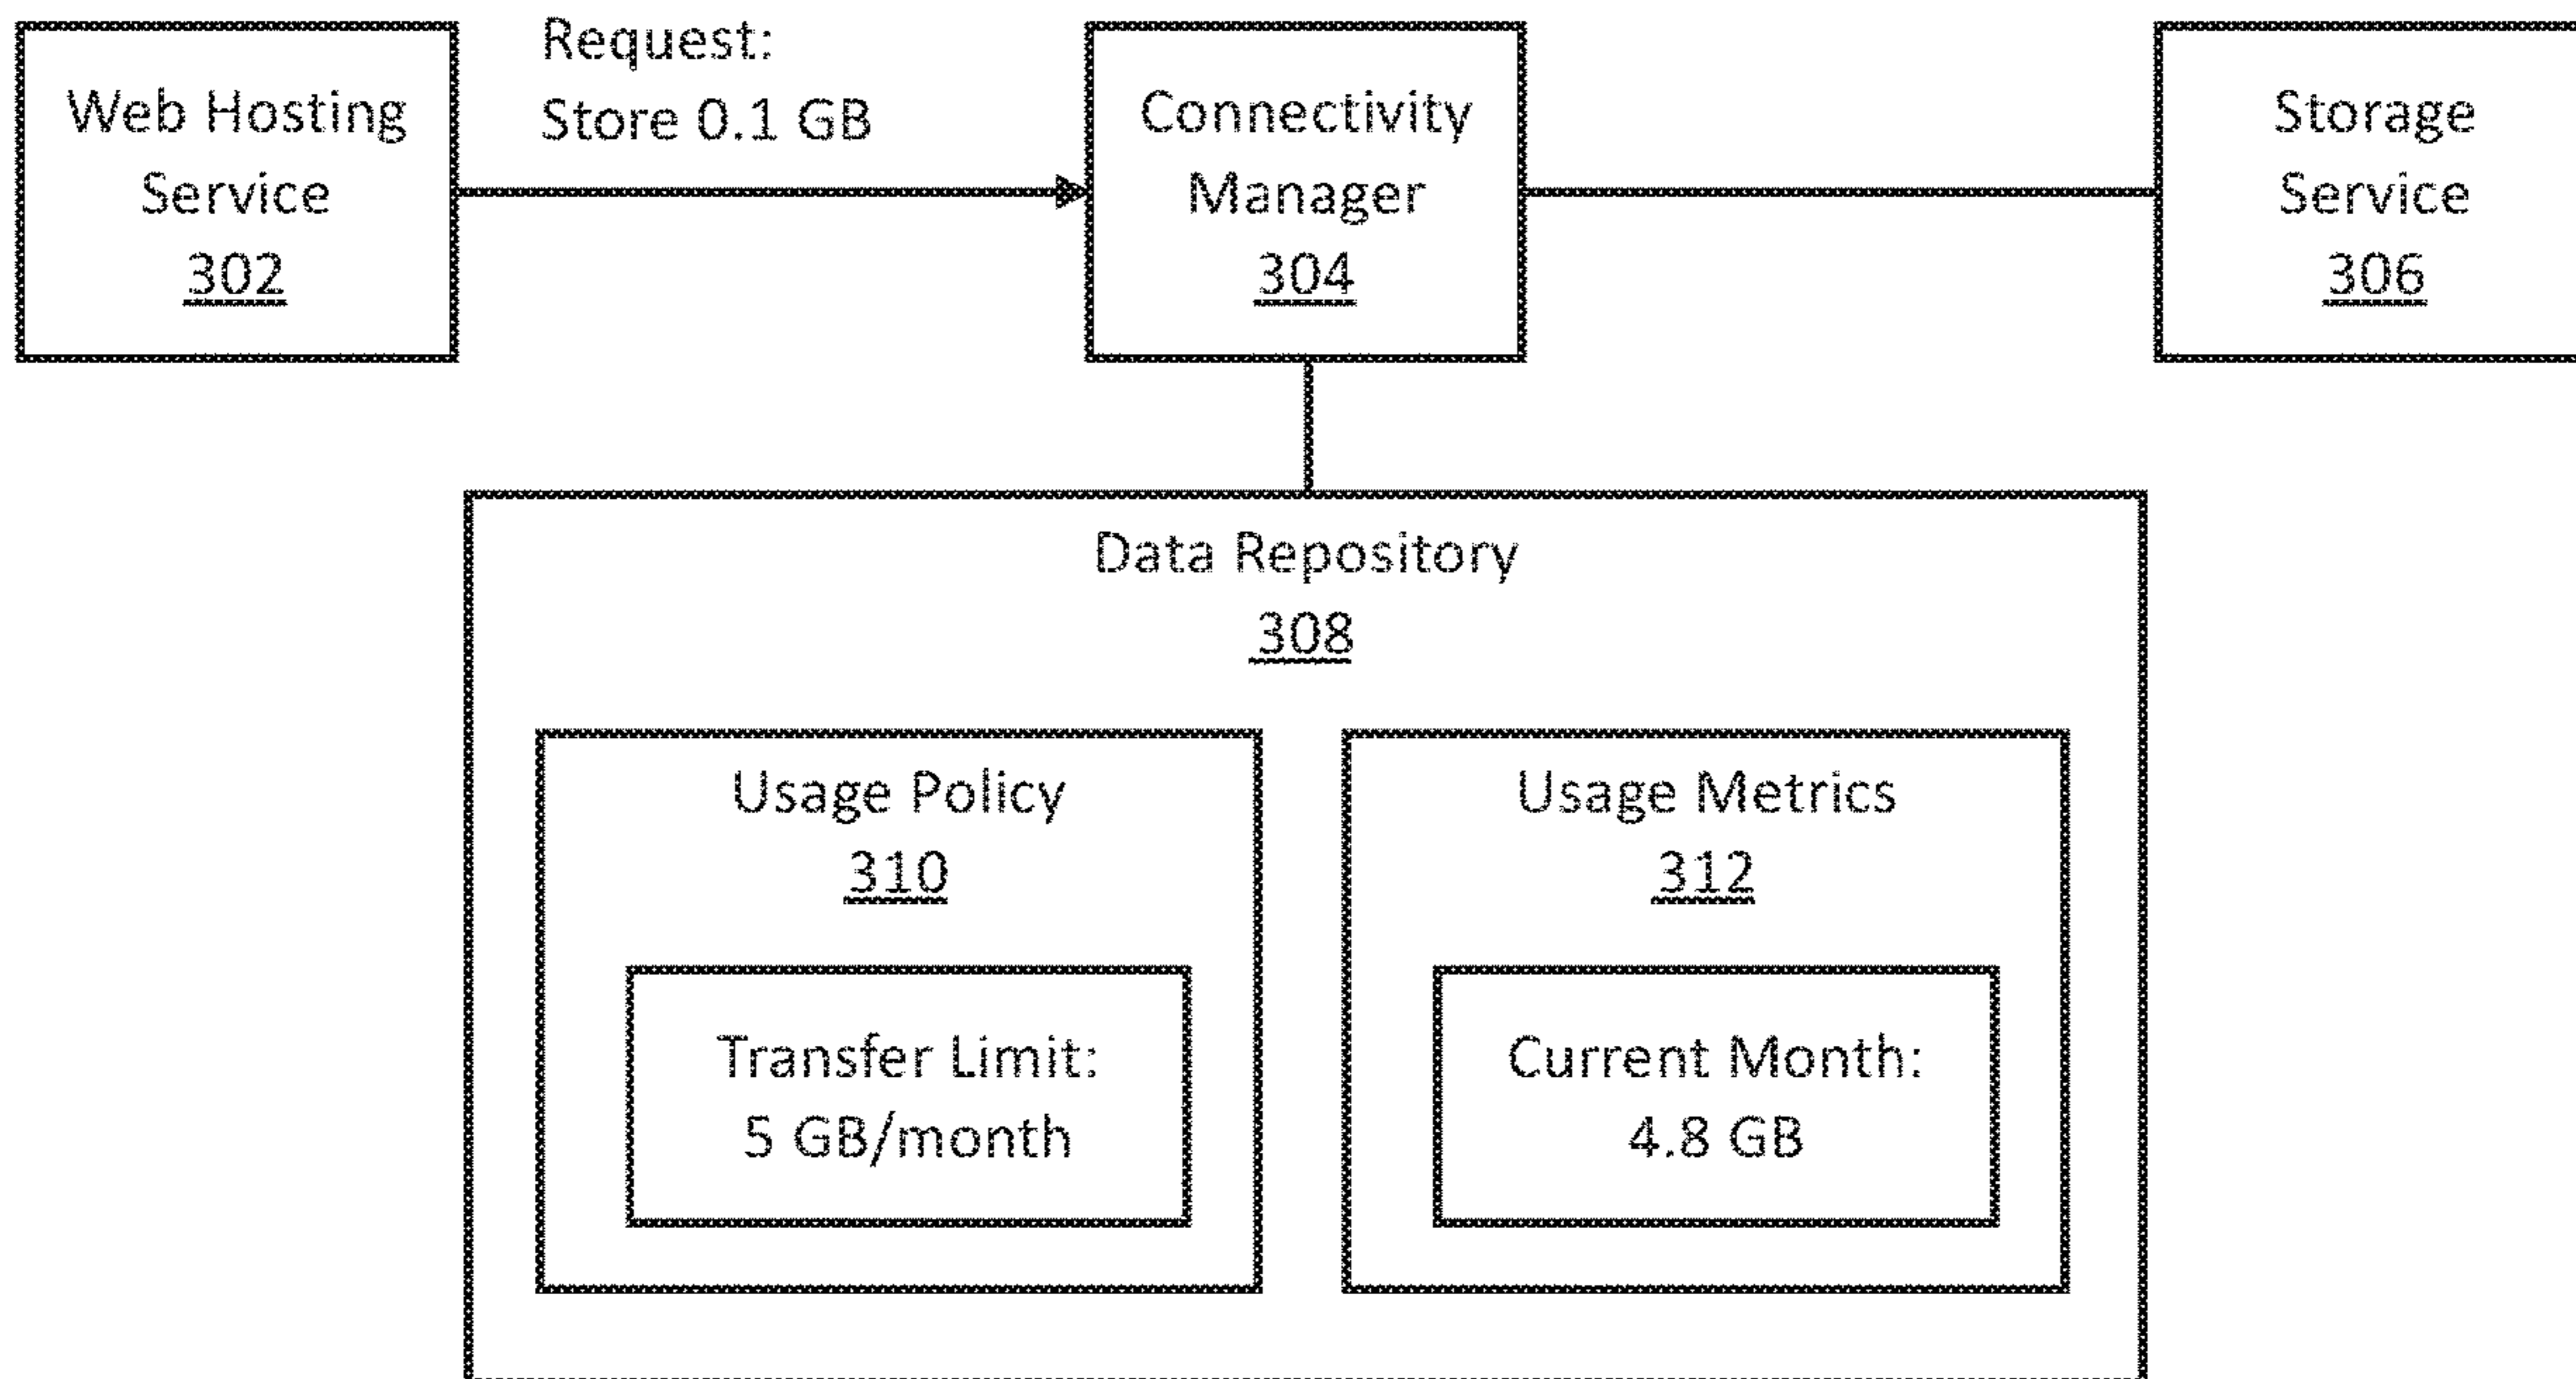 Web Hosting
Service
302
Request:
Store 0.1 GB
Connectivity
Manager
304
Storage
Service
306
Data Repository
308
Usage Policy
310
Transfer Limit:
5 GB/month
Usage Metrics
312
Current Month:
4.8 GB